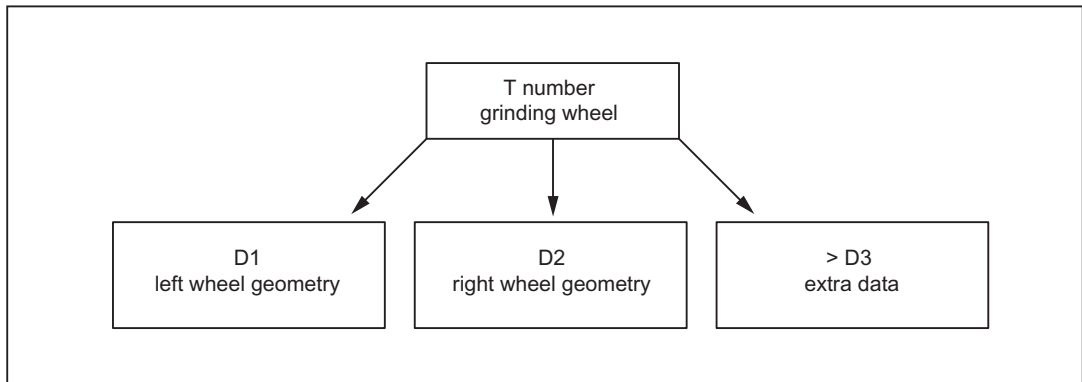 T number
grinding wheel
D1
left wheel geometry
D2
right wheel geometry
> D3
extra data